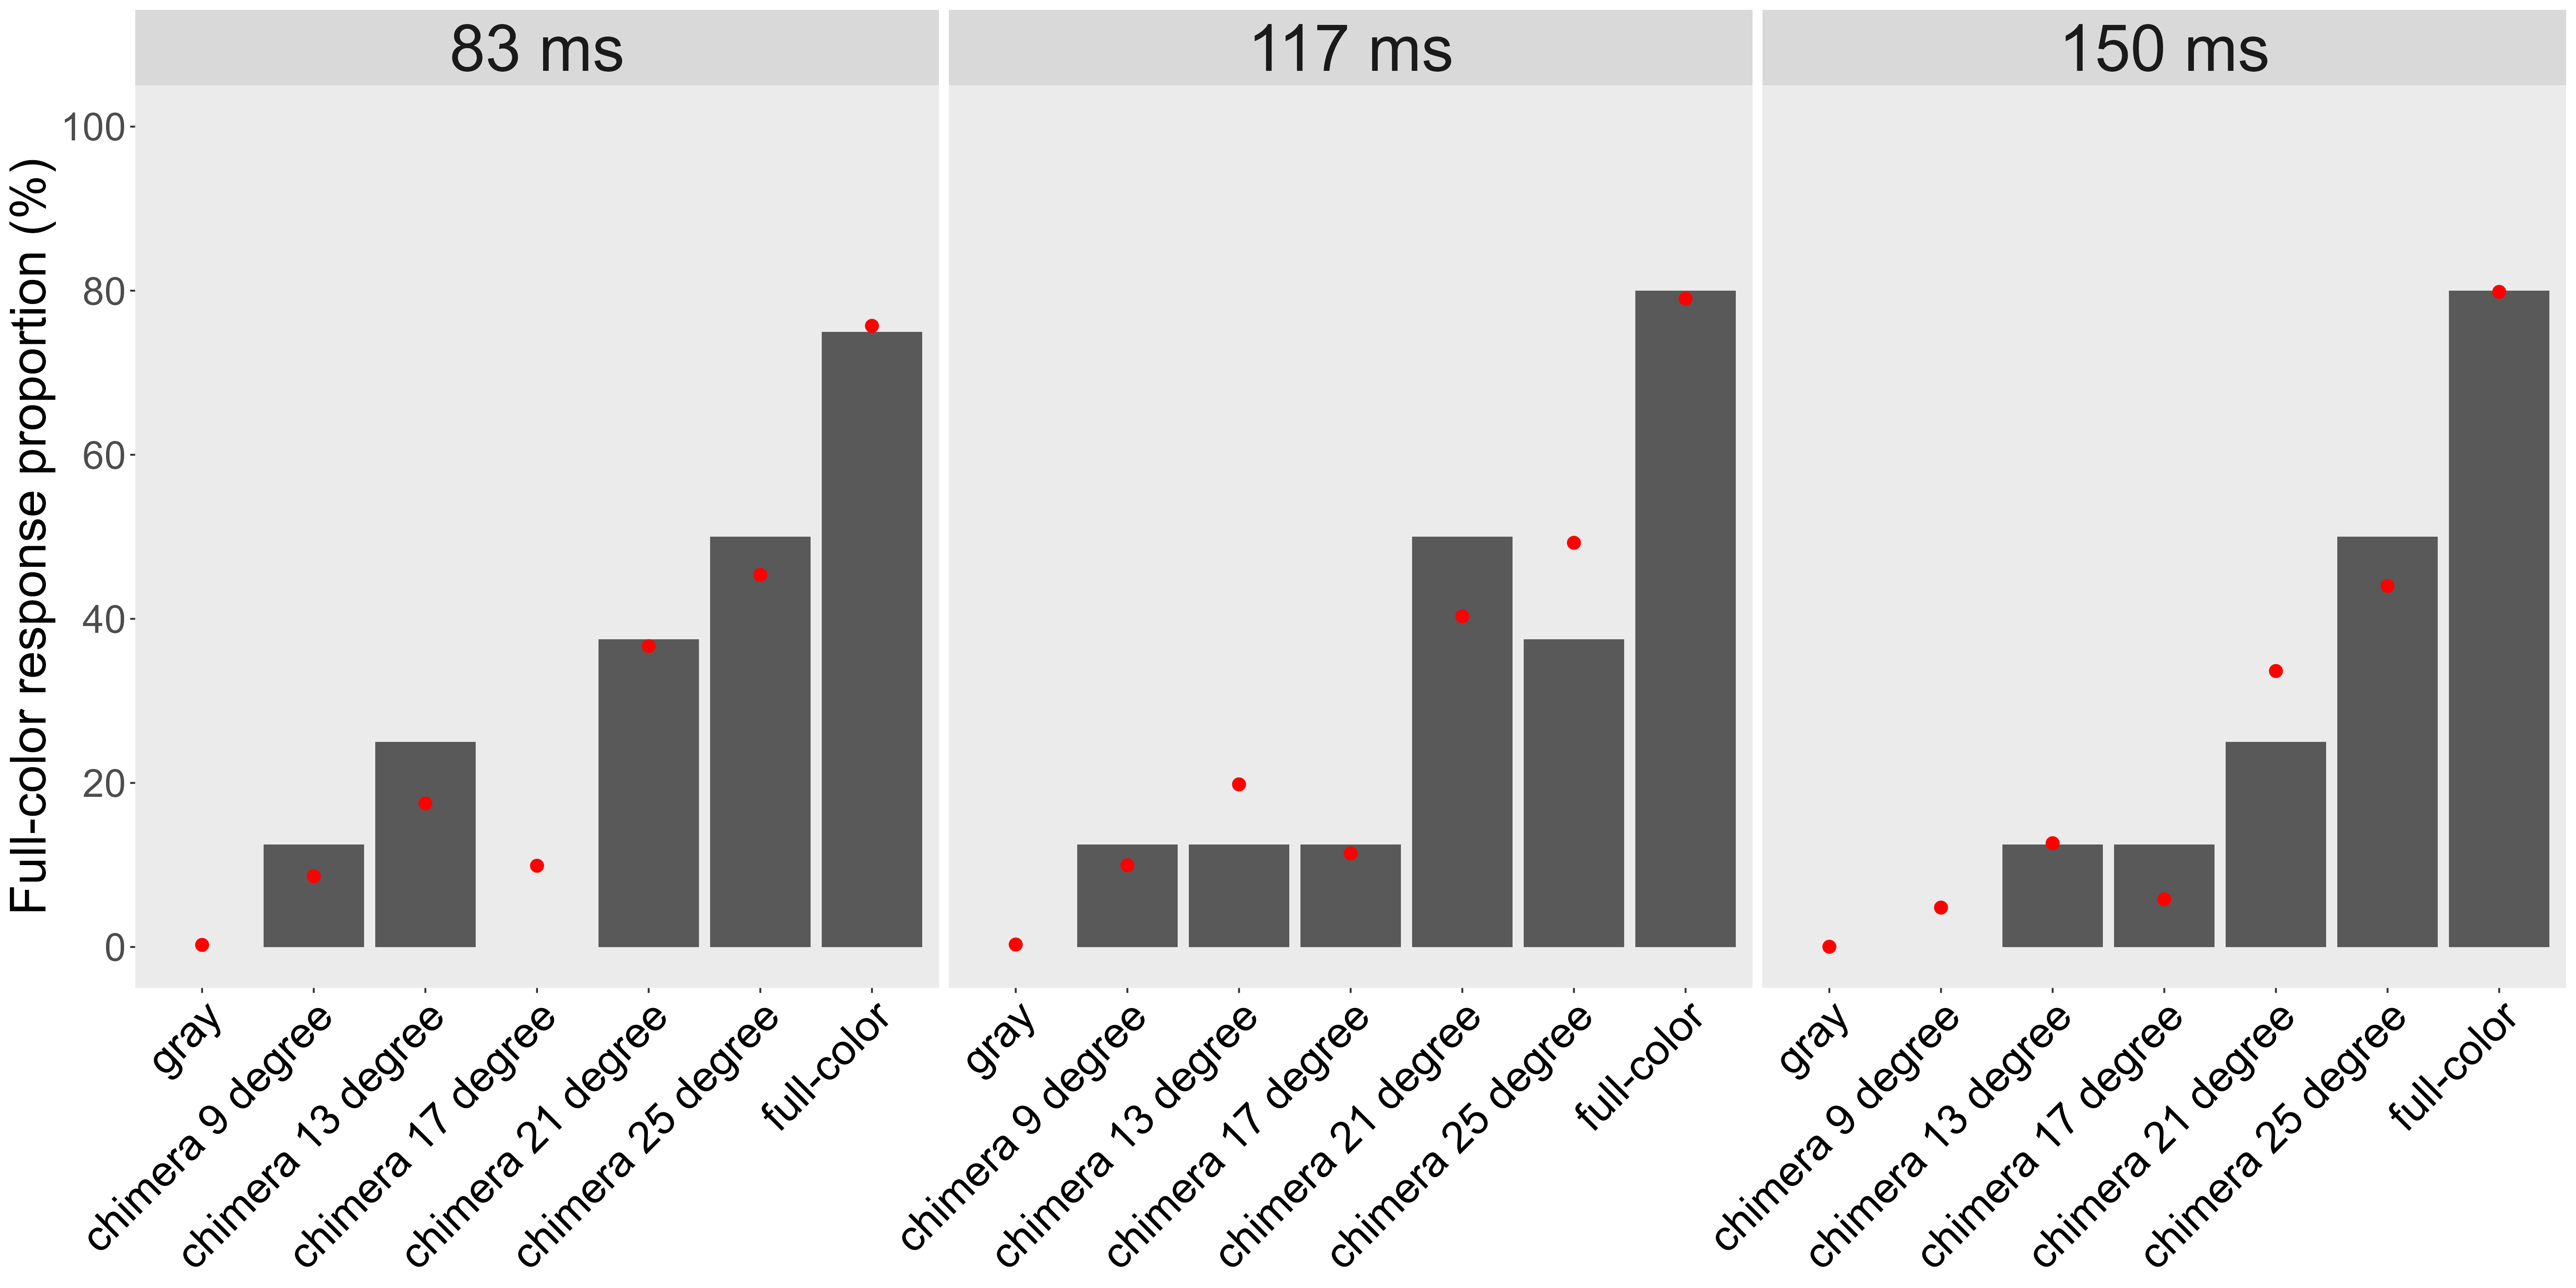 83 ms
117 ms
150 ms
Full-color response proportion (%)
100
80
60
40
20
0
gray
chimera 9 degree
chimera 13 degree
chimera 17 degree
chimera 21 degree
chimera 25 degree
full-color
gray
chimera 9 degree
chimera 13 degree
chimera 17 degree
chimera 21 degree
chimera 25 degree
full-color
gray
chimera 9 degree
chimera 13 degree
chimera 17 degree
chimera 21 degree
chimera 25 degree
full-color